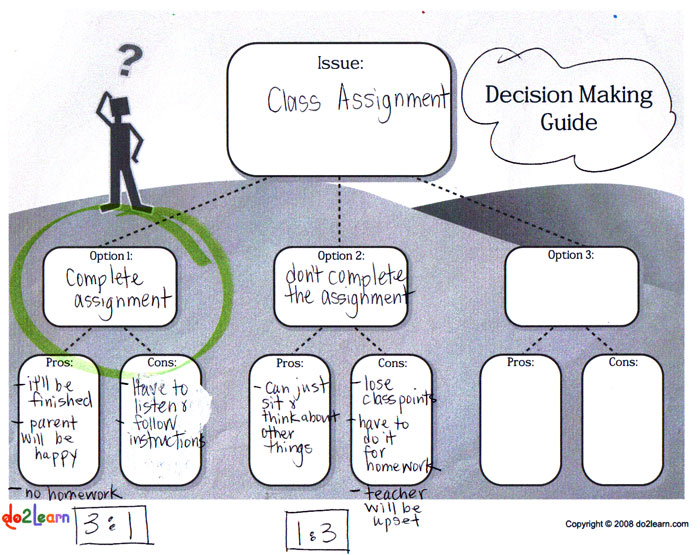 ?
Issue:
Class Assignment
Decision Making
Guide
Option 1:
Complete
assignment
Option 2:
don't complete
the assignment
Option 3:
Pros:
- it'll be
finished
- parent
will be
happy
- no homework
Cons:
- Have to
listen &
- follow
instructions
Pros:
- Can just
sit &
think about
other
things
Cons:
- lose
class points
- have to
do it
for
homework
- teacher
will be
upset
Pros:
Cons:
do2Learn
3 : 1
1 : 3
Copyright © 2008 do2learn.com